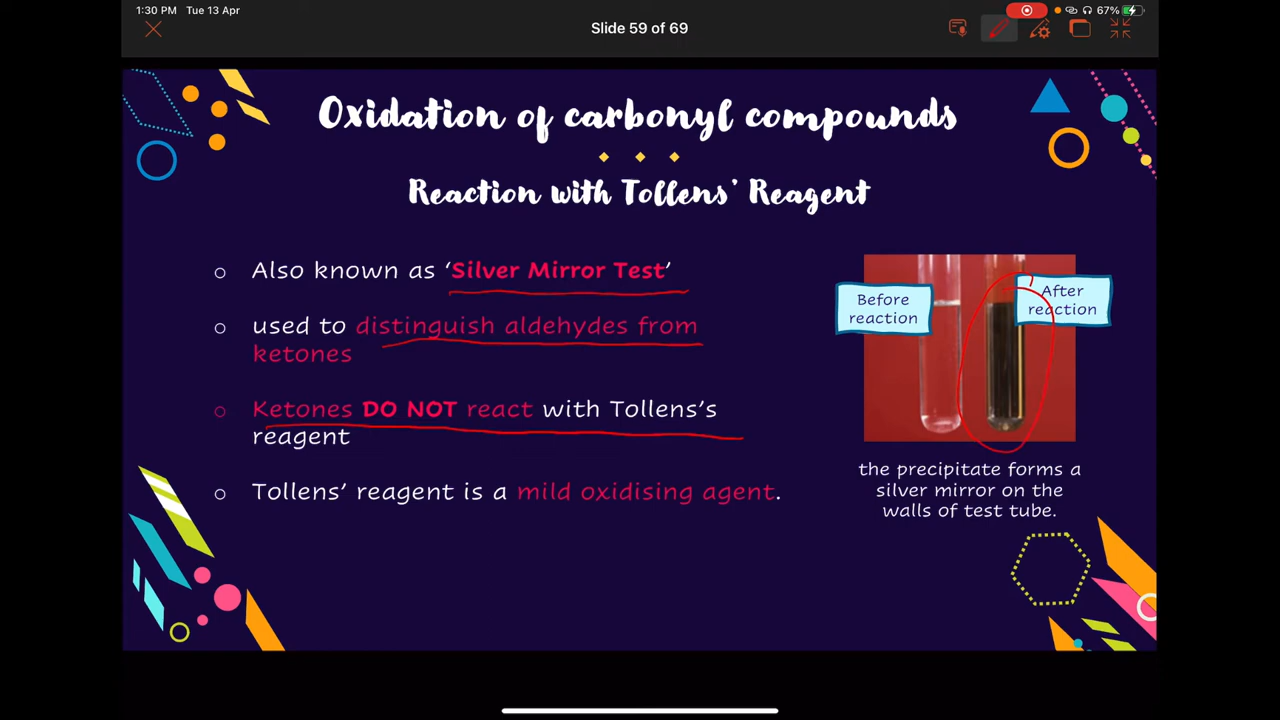 1:30 PM Tue 13 Apr
67%
Slide 59 of 69
Oxidation of carbonyl compounds
Reaction with Tollens' Reagent
Also known as ‘Silver Mirror Test’
used to distinguish aldehydes from
ketones
Ketones DO NOT react with Tollens’s
reagent
Tollens’ reagent is a mild oxidising agent.
Before
reaction
After
reaction
the precipitate forms a
silver mirror on the
walls of test tube.